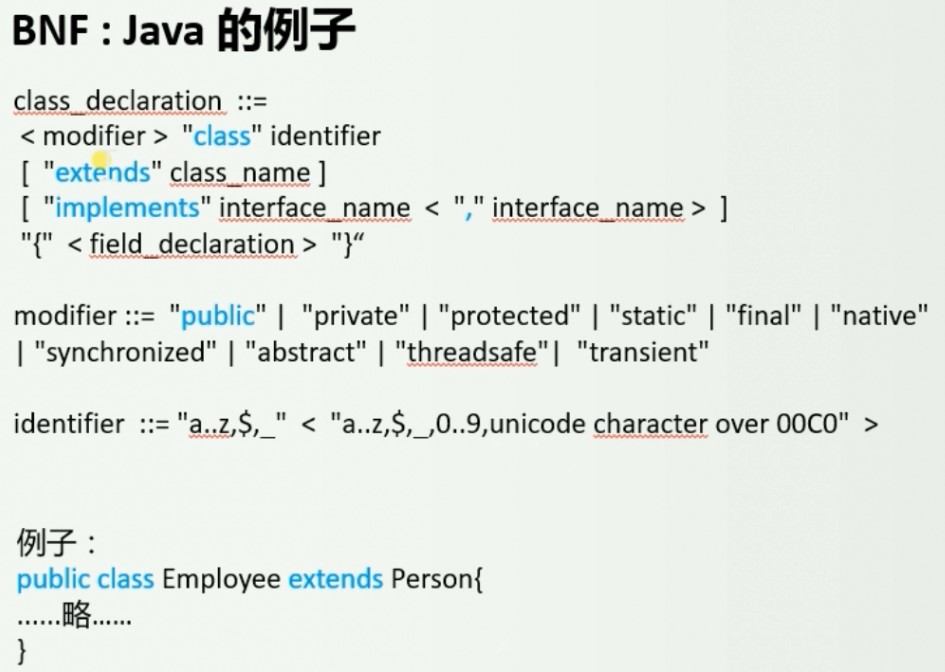 BNF : Java 的例子
class_declaration ::=
< modifier > "class" identifier
[ "extends" class_name ]
[ "implements" interface_name < "," interface_name > ]
"{" < field_declaration > "}“
modifier ::= "public" | "private" | "protected" | "static" | "final" | "native"
| "synchronized" | "abstract" | "threadsafe"| "transient"
identifier ::= "a..z,$,_" < "a..z,$,_,0..9,unicode character over 00C0" >
例子：
public class Employee extends Person{
......略......
}